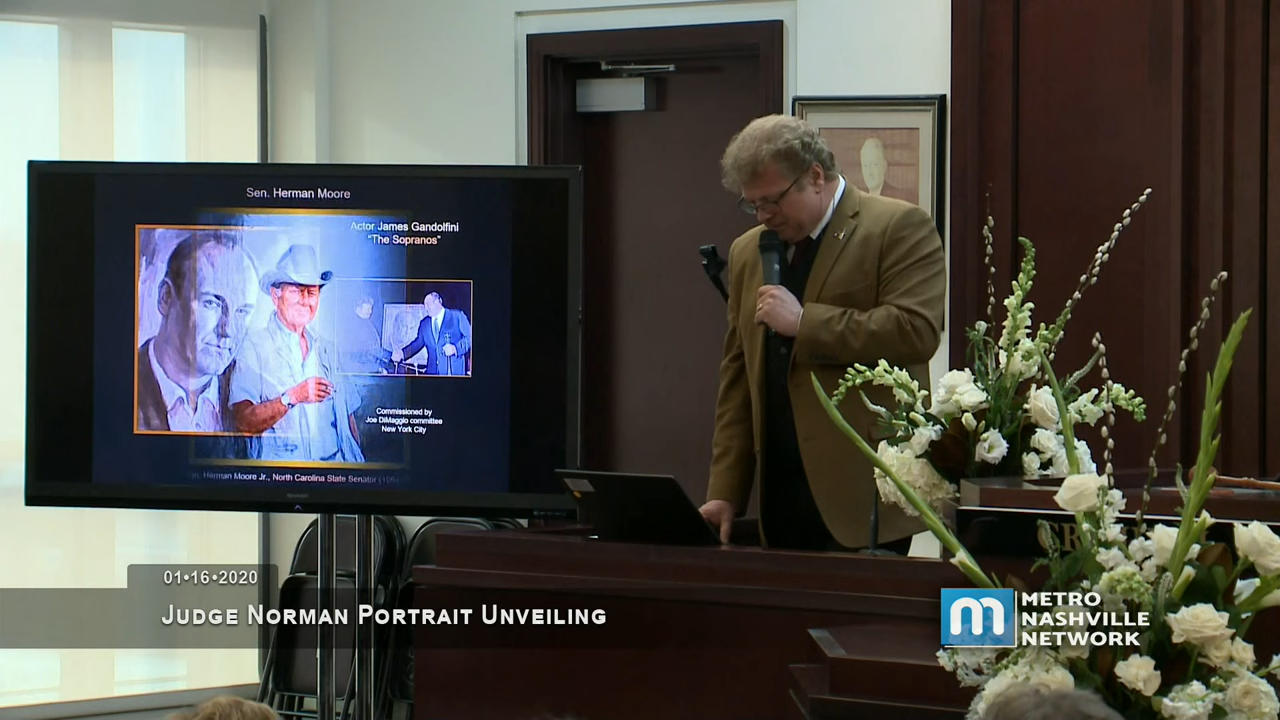 Sen. Herman Moore
Actor James Gandolfini
"The Sopranos"
Commissioned by
Joe DiMaggio committee
New York City
Herman Moore Jr., North Carolina State Senator
01•16•2020
Judge Norman Portrait Unveiling
METRO
NASHVILLE
NETWORK
m